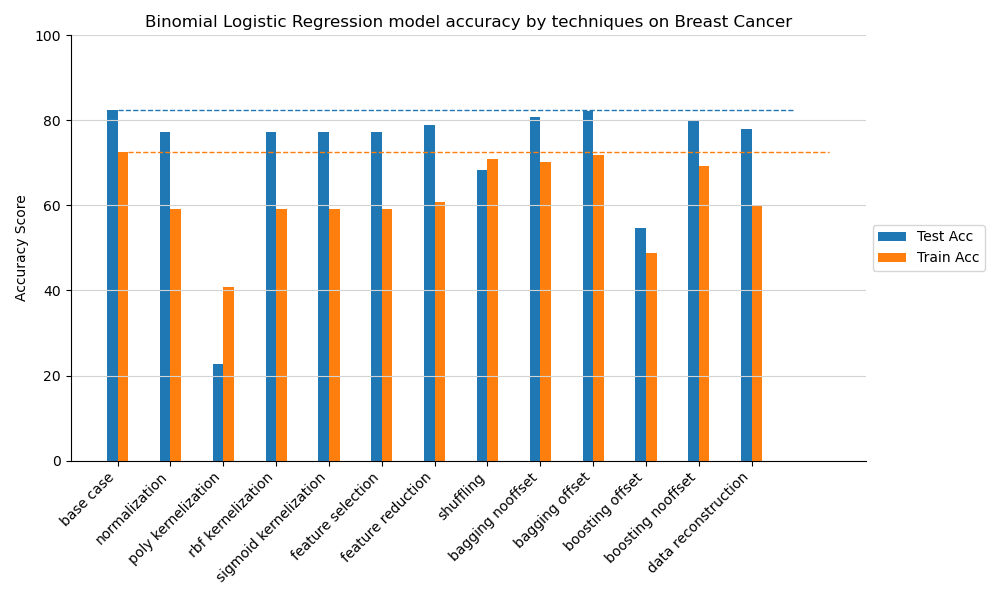 Binomial Logistic Regression model accuracy by techniques on Breast Cancer
100
80
60
40
20
0
Accuracy Score
Test Acc
Train Acc
base case
normalization
poly kernelization
rbf kernelization
sigmoid kernelization
feature selection
feature reduction
shuffling
bagging nooffset
bagging offset
boosting offset
boosting nooffset
data reconstruction